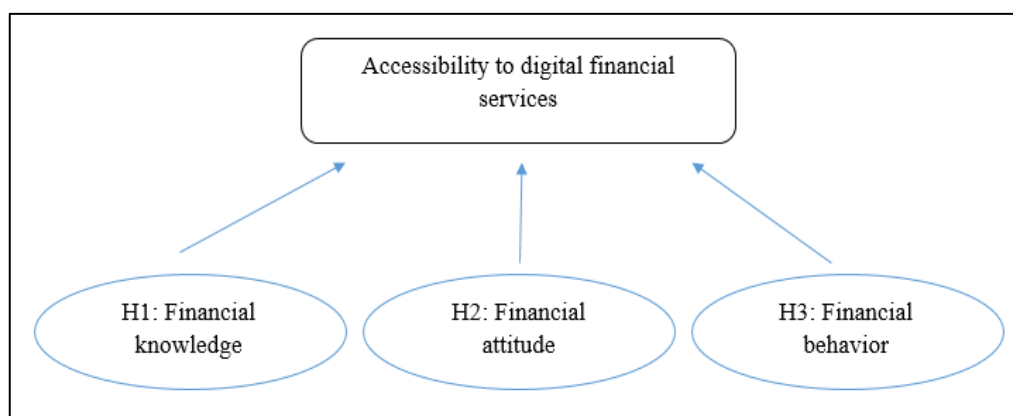 Accessibility to digital financial
services
H1: Financial
knowledge
H2: Financial
attitude
H3: Financial
behavior